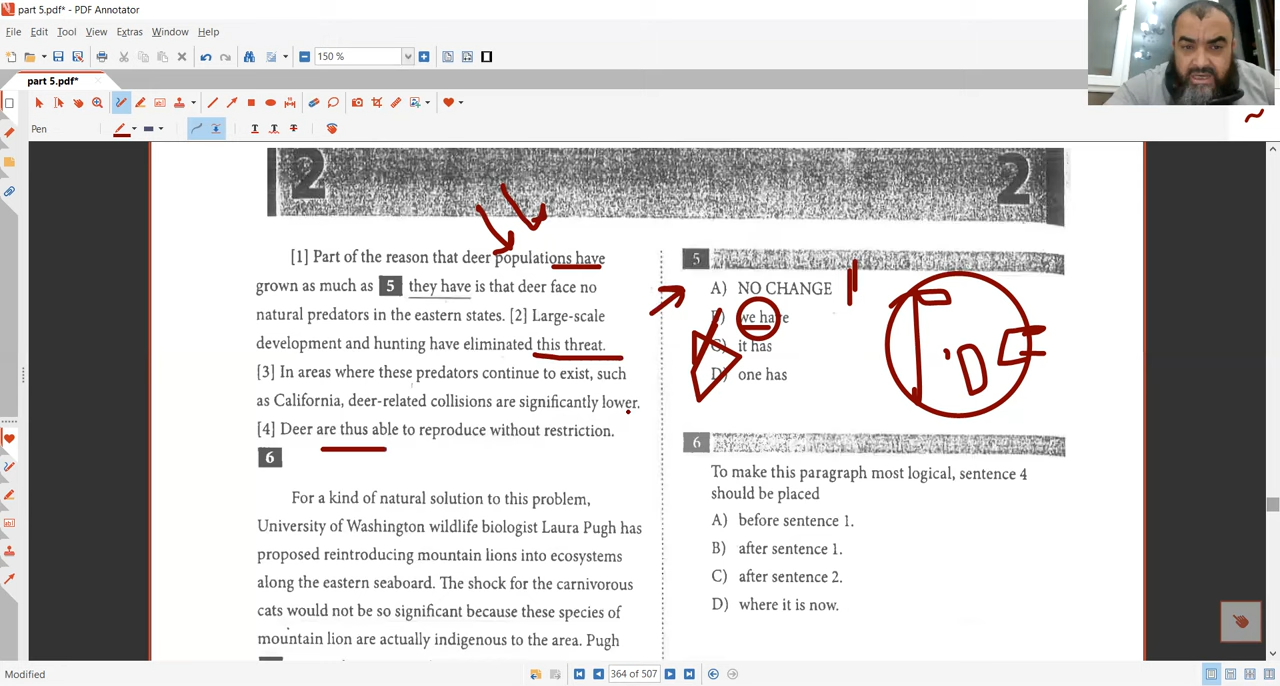 part 5.pdf* - PDF Annotator
File Edit Tool View Extras Window Help
150 %
part 5.pdf*
Pen
2
2
[1] Part of the reason that deer populations have
grown as much as 5 they have is that deer face no
natural predators in the eastern states. [2] Large-scale
development and hunting have eliminated this threat.
[3] In areas where these predators continue to exist, such
as California, deer-related collisions are significantly lower.
[4] Deer are thus able to reproduce without restriction.
6
For a kind of natural solution to this problem,
University of Washington wildlife biologist Laura Pugh has
proposed reintroducing mountain lions into ecosystems
along the eastern seaboard. The shock for the carnivorous
cats would not be so significant because these species of
mountain lion are actually indigenous to the area. Pugh
5
A) NO CHANGE
B) we have
C) it has
D) one has
6
To make this paragraph most logical, sentence 4
should be placed
A) before sentence 1.
B) after sentence 1.
C) after sentence 2.
D) where it is now.
Modified
364 of 507